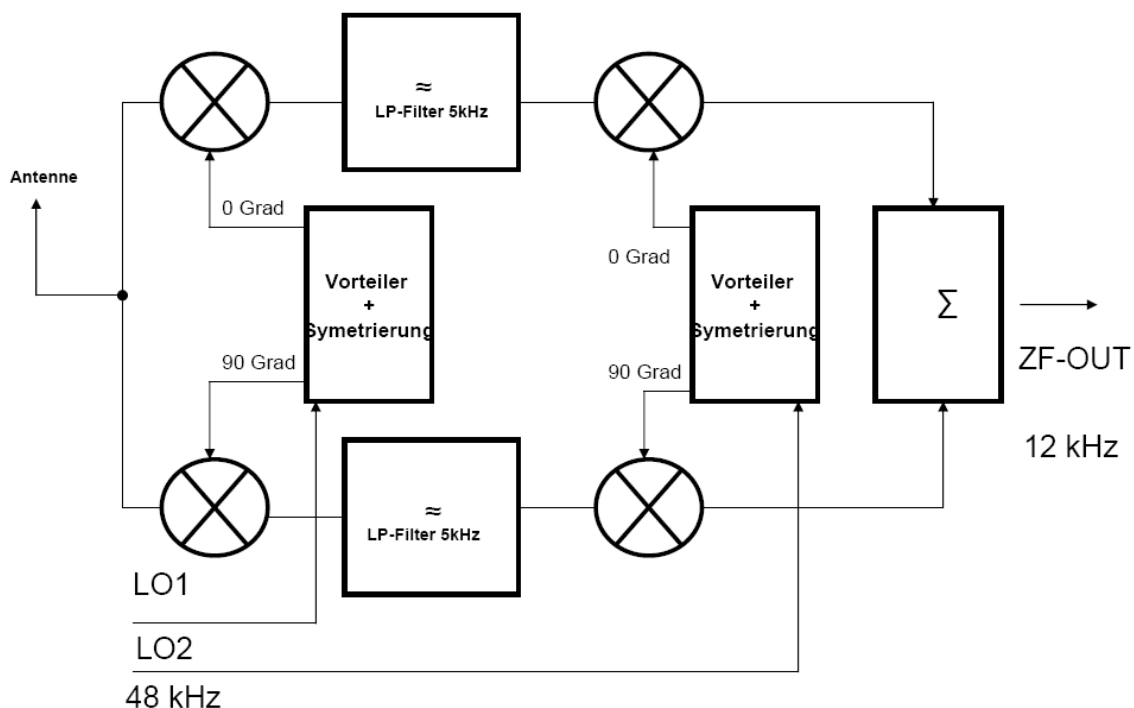 ≈
LP-Filter 5kHz
Antenne
0 Grad
0 Grad
Vorteiler
+
Symetrierung
Vorteiler
+
Symetrierung
Σ
90 Grad
90 Grad
ZF-OUT
12 kHz
≈
LP-Filter 5kHz
LO1
LO2
48 kHz